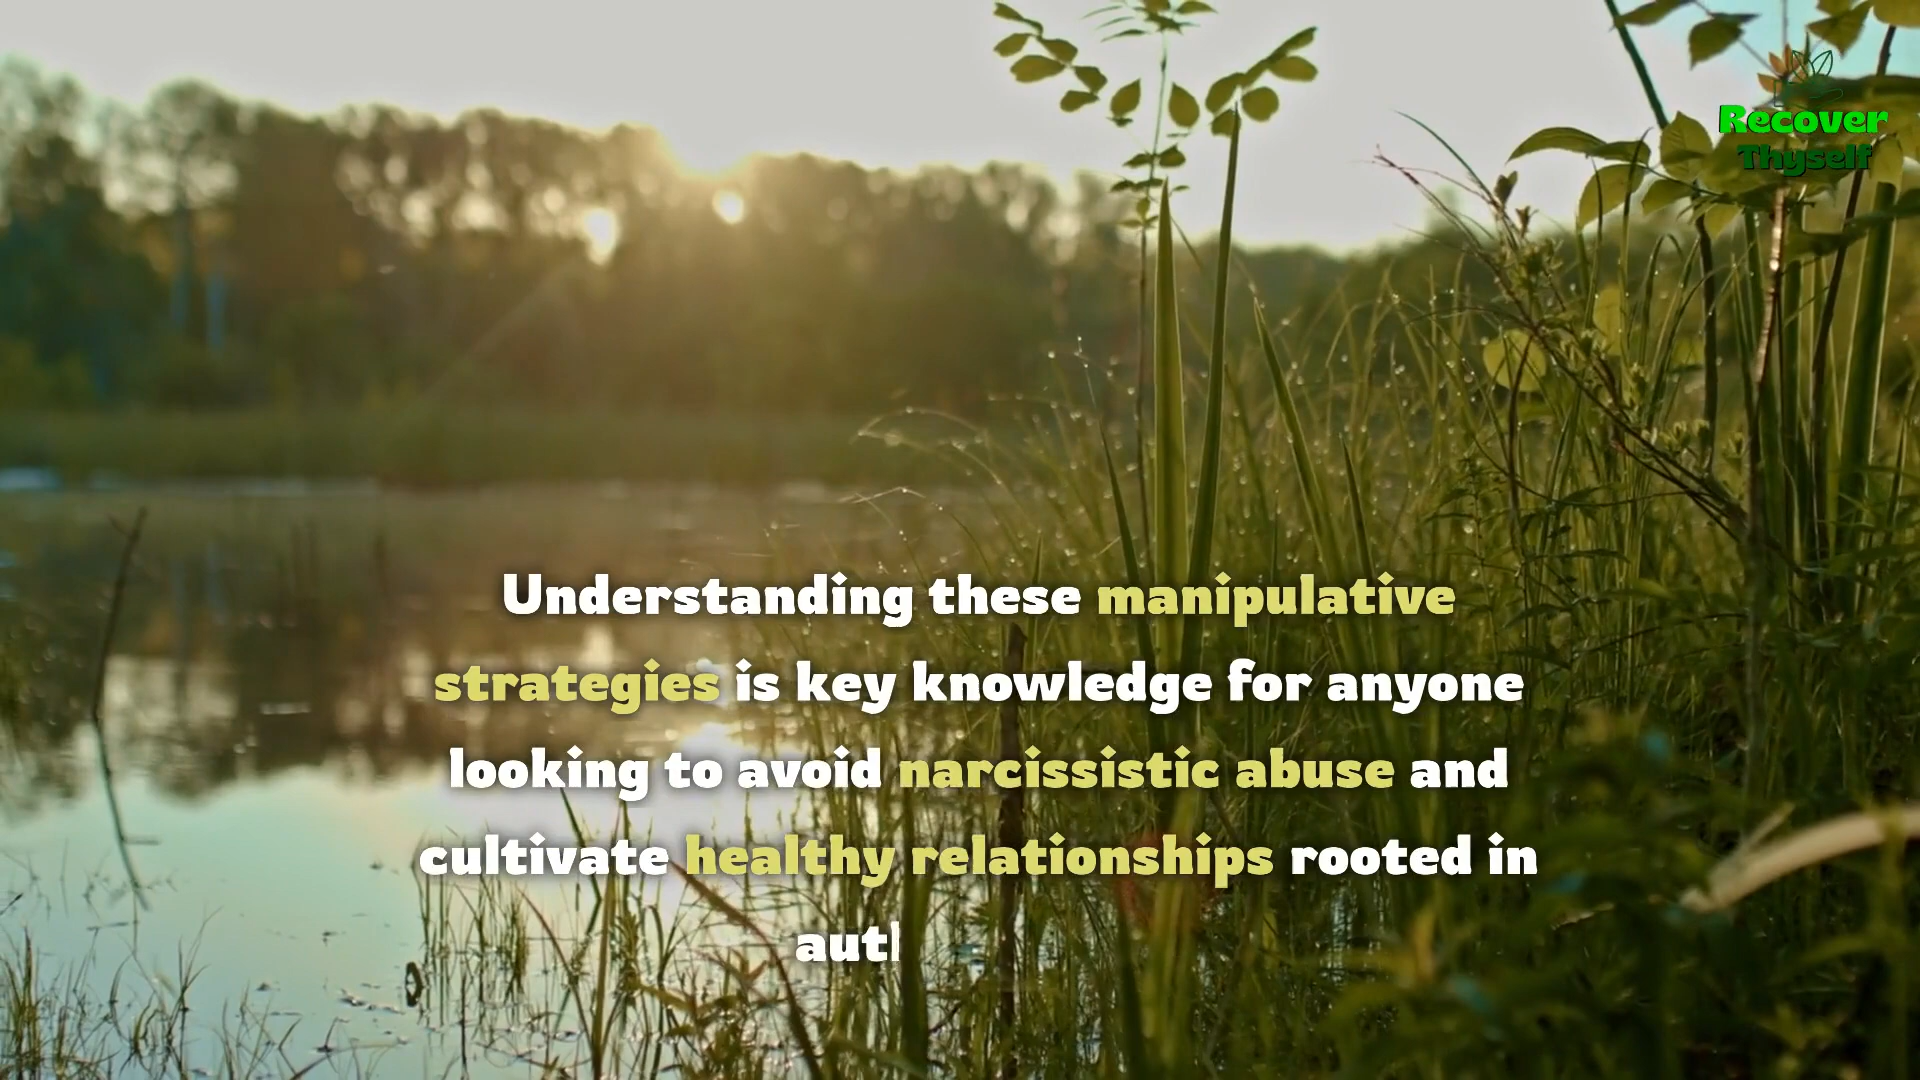 Recover
Thyself
Understanding these manipulative
strategies is key knowledge for anyone
looking to avoid narcissistic abuse and
cultivate healthy relationships rooted in